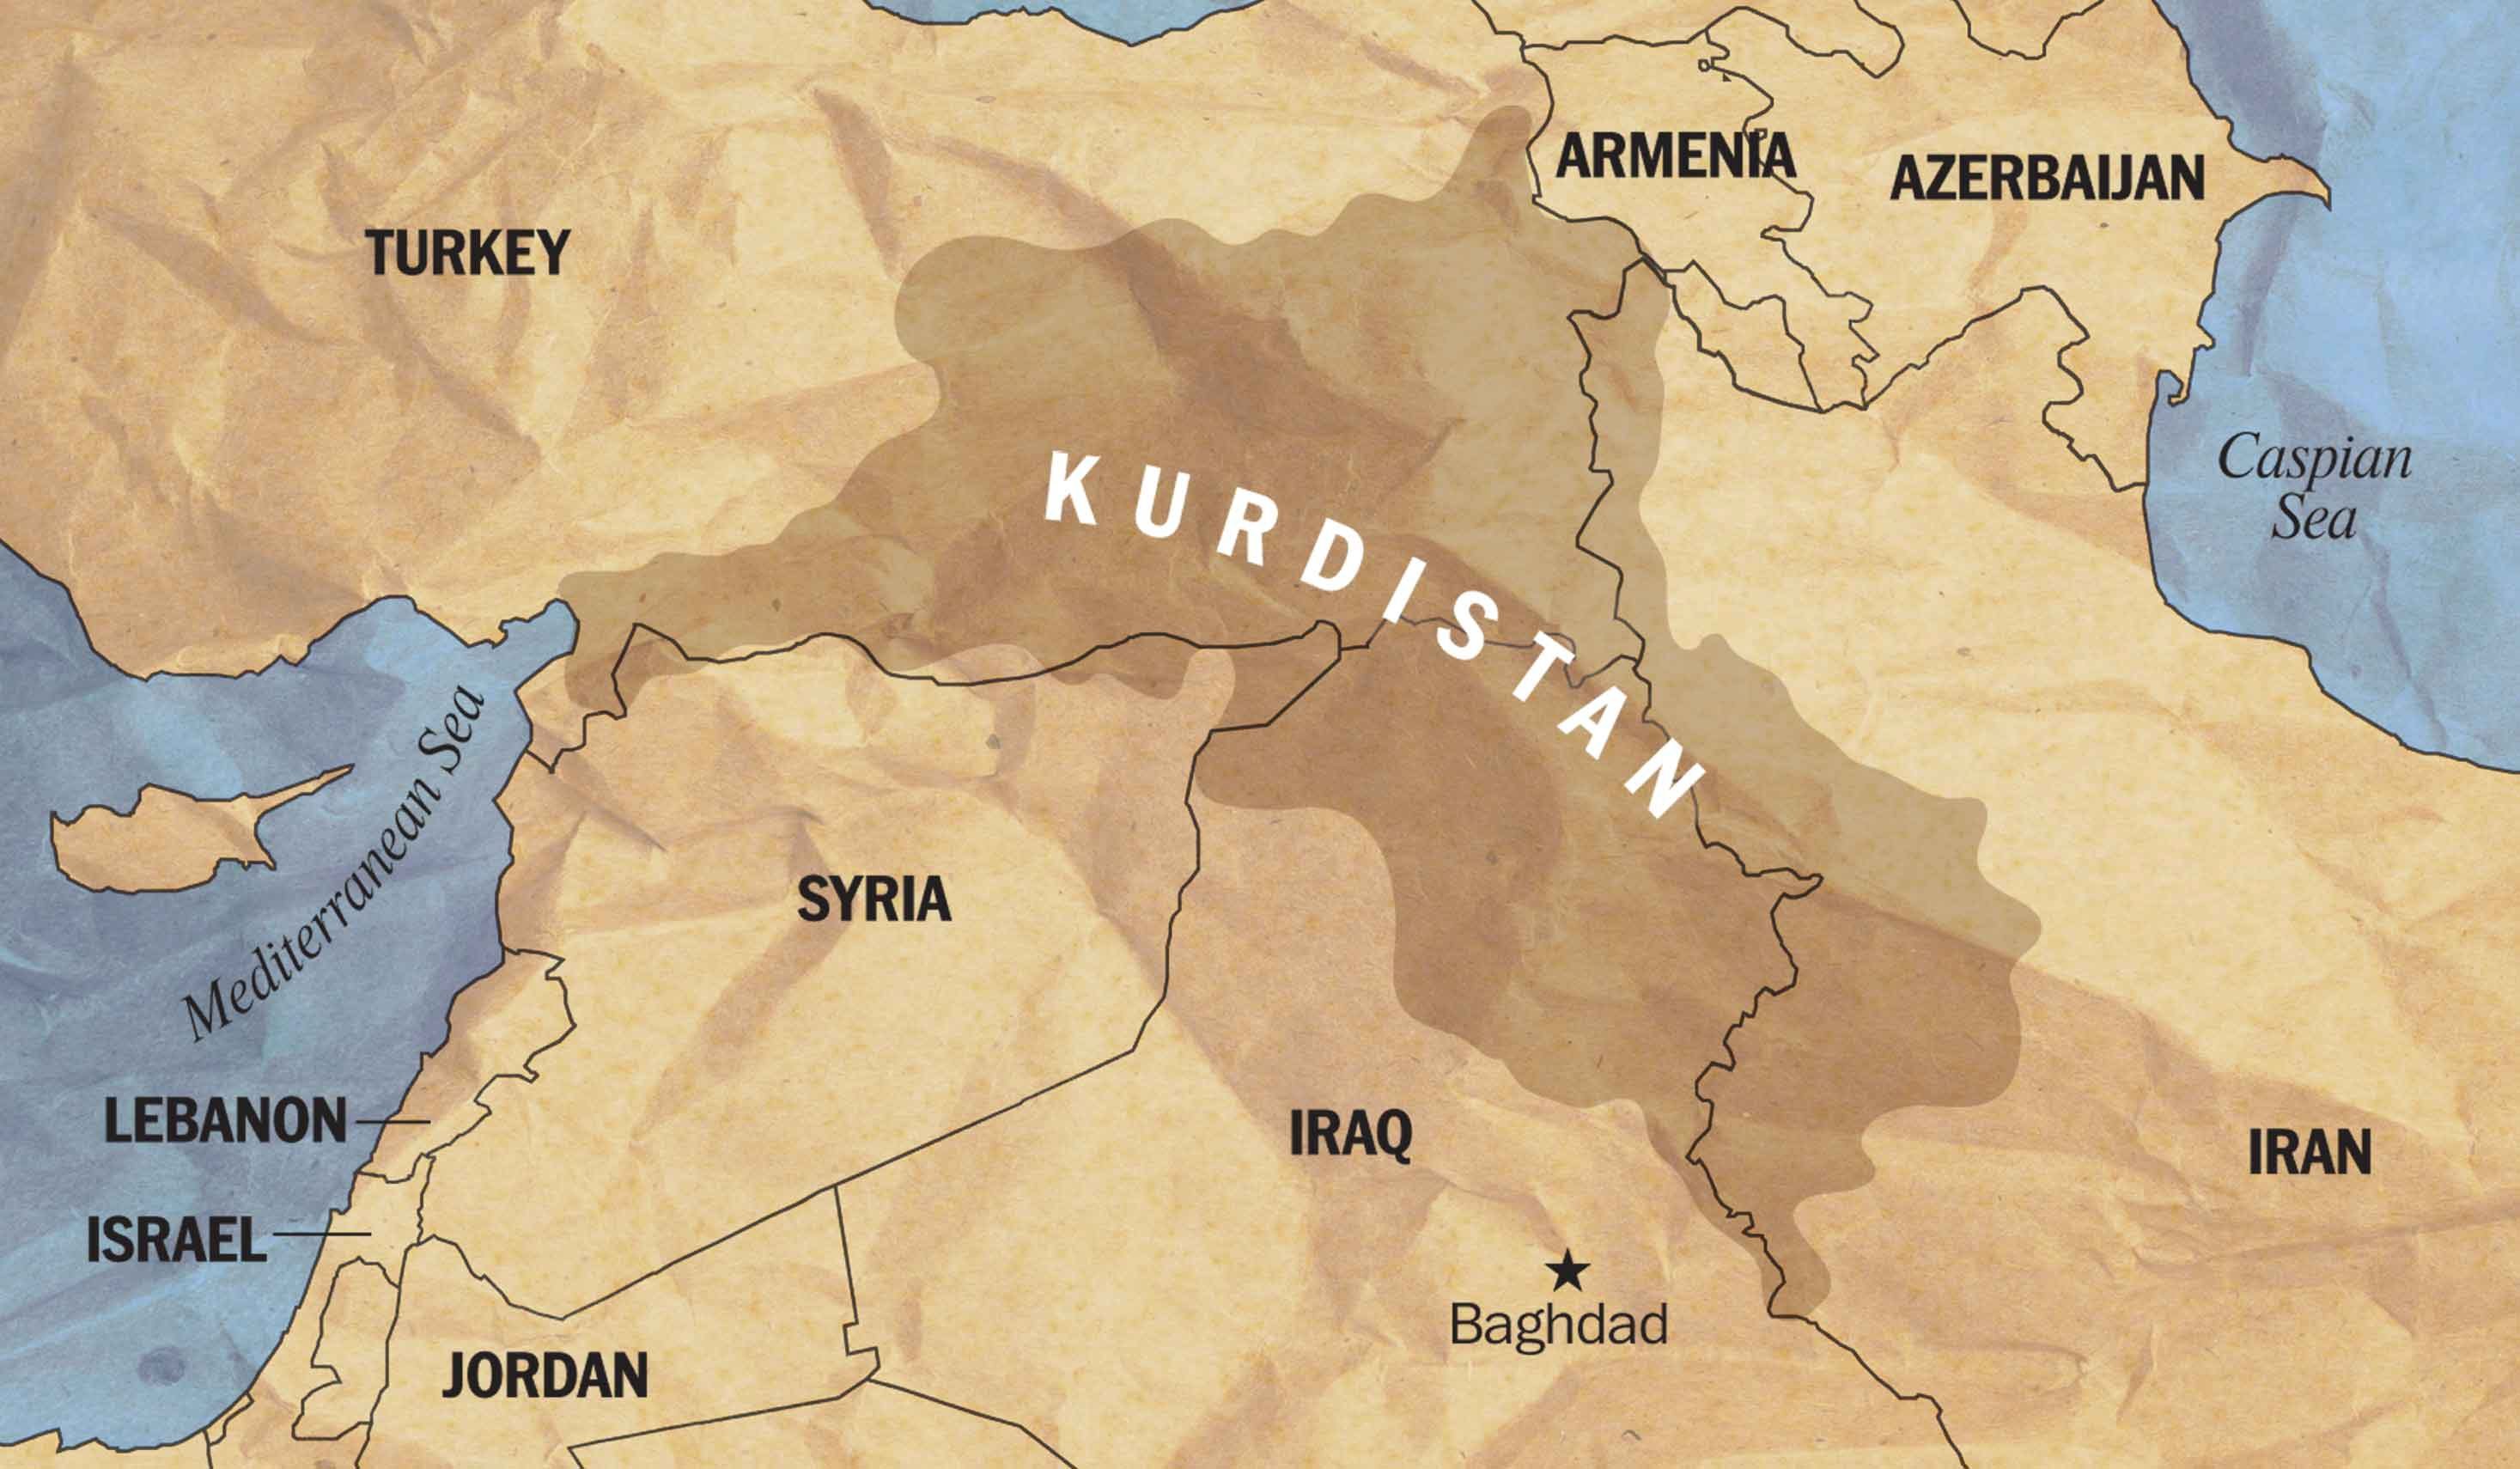 ARMENIA
AZERBAIJAN
TURKEY
Caspian
Sea
KURDISTAN
Mediterranean Sea
SYRIA
LEBANON
IRAQ
IRAN
ISRAEL
Baghdad
JORDAN